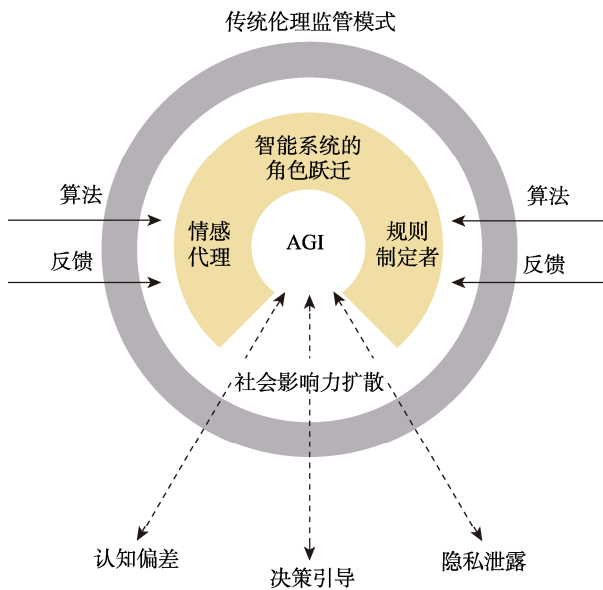 传统伦理监管模式
智能系统的
角色跃迁
算法
算法
情感
代理
AGI
规则
制定者
反馈
反馈
社会影响力扩散
认知偏差
决策引导
隐私泄露